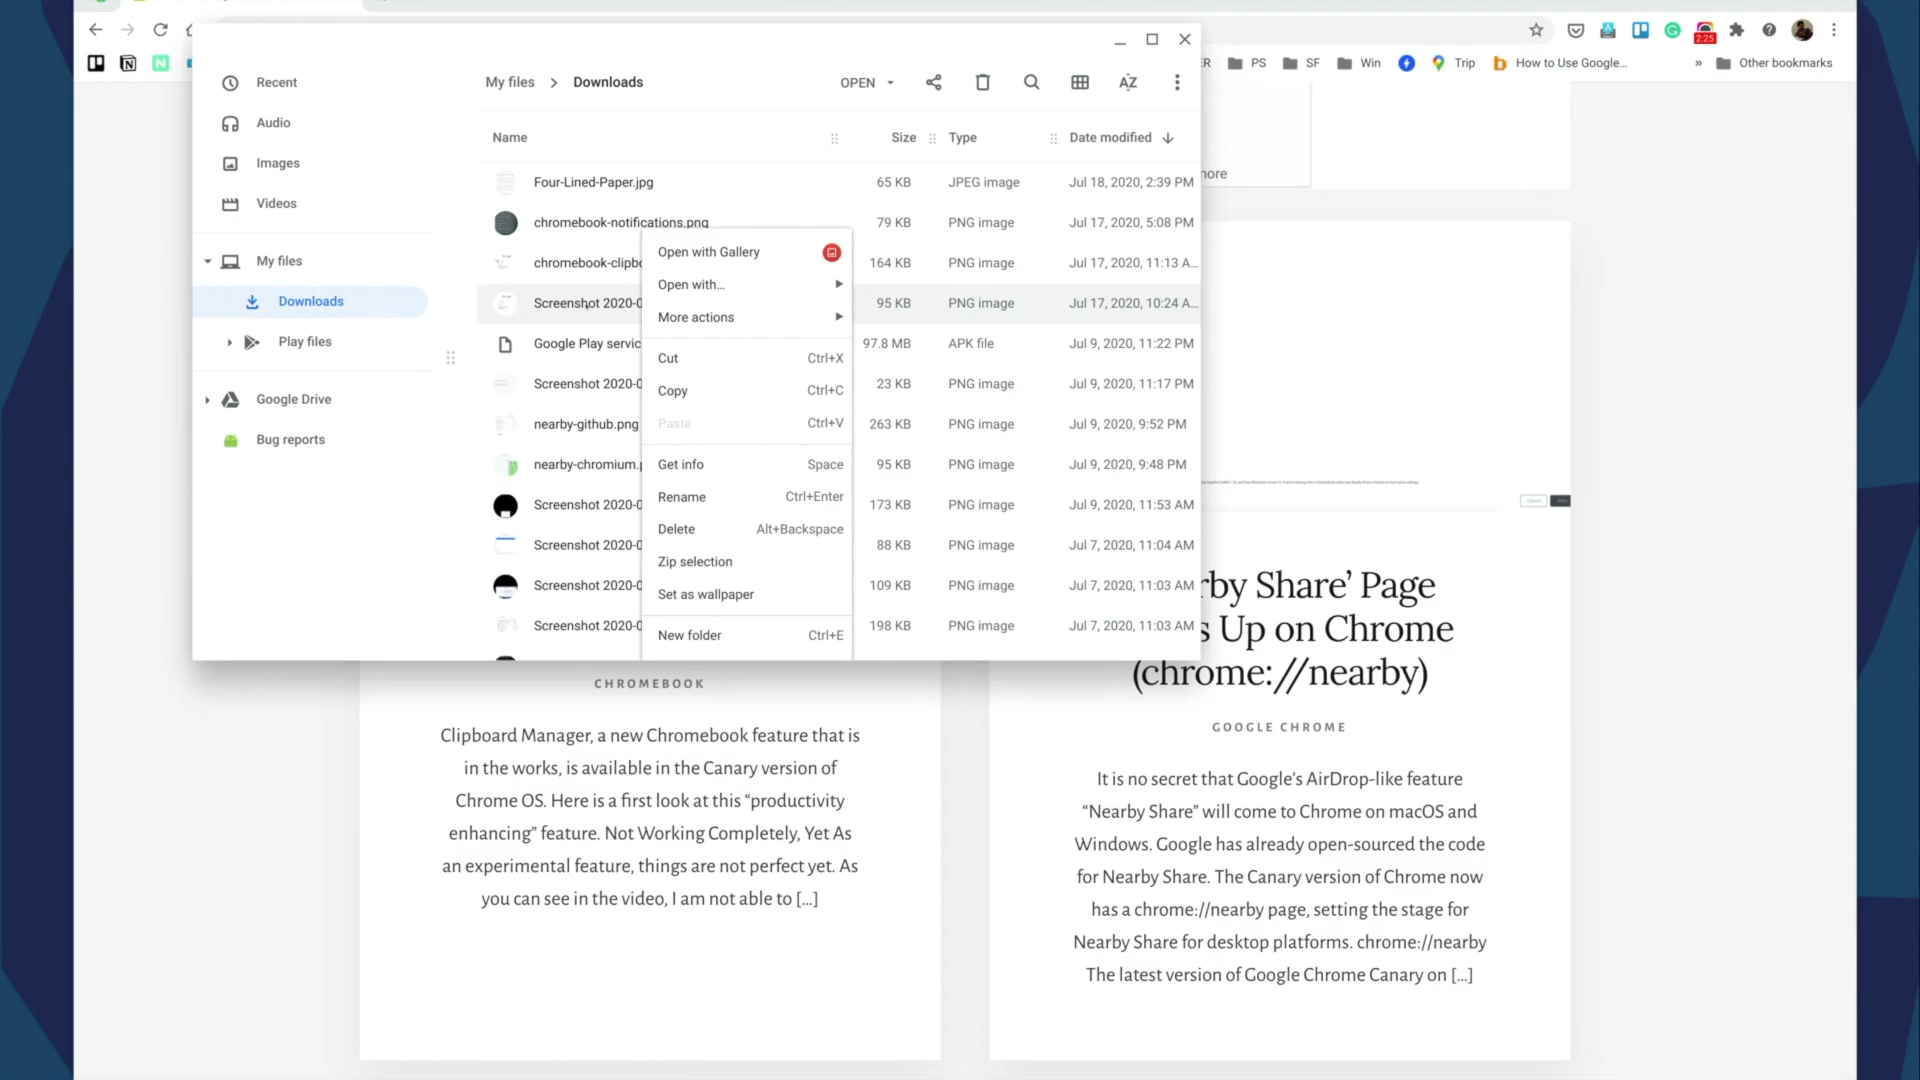 2:25
ER
PS
SF
Win
Trip
How to Use Google...
»
Other bookmarks
Recent
Audio
Images
Videos
My files
Downloads
Play files
Google Drive
Bug reports
My files > Downloads
OPEN
AZ
Name
Size
Type
Date modified
Four-Lined-Paper.jpg 65 KB JPEG image Jul 18, 2020, 2:39 PM
chromebook-notifications.png 79 KB PNG image Jul 17, 2020, 5:08 PM
chromebook-clipbo 164 KB PNG image Jul 17, 2020, 11:13 A...
Screenshot 2020-0 95 KB PNG image Jul 17, 2020, 10:24 A...
Google Play servic 97.8 MB APK file Jul 9, 2020, 11:22 PM
Screenshot 2020-0 23 KB PNG image Jul 9, 2020, 11:17 PM
nearby-github.png 263 KB PNG image Jul 9, 2020, 9:52 PM
nearby-chromium.p 95 KB PNG image Jul 9, 2020, 9:48 PM
Screenshot 2020-0 173 KB PNG image Jul 9, 2020, 11:53 AM
Screenshot 2020-0 88 KB PNG image Jul 7, 2020, 11:04 AM
Screenshot 2020-0 109 KB PNG image Jul 7, 2020, 11:03 AM
Screenshot 2020-0 198 KB PNG image Jul 7, 2020, 11:03 AM
Open with Gallery
Open with...
More actions
Cut Ctrl+X
Copy Ctrl+C
Paste Ctrl+V
Get info Space
Rename Ctrl+Enter
Delete Alt+Backspace
Zip selection
Set as wallpaper
New folder Ctrl+E
more
CHROMEBOOK
Clipboard Manager, a new Chromebook feature that is
in the works, is available in the Canary version of
Chrome OS. Here is a first look at this “productivity
enhancing” feature. Not Working Completely, Yet As
an experimental feature, things are not perfect yet. As
you can see in the video, I am not able to [...]
rby Share’ Page
s Up on Chrome
(chrome://nearby)
GOOGLE CHROME
It is no secret that Google's AirDrop-like feature
“Nearby Share” will come to Chrome on macOS and
Windows. Google has already open-sourced the code
for Nearby Share. The Canary version of Chrome now
has a chrome://nearby page, setting the stage for
Nearby Share for desktop platforms. chrome://nearby
The latest version of Google Chrome Canary on [...]